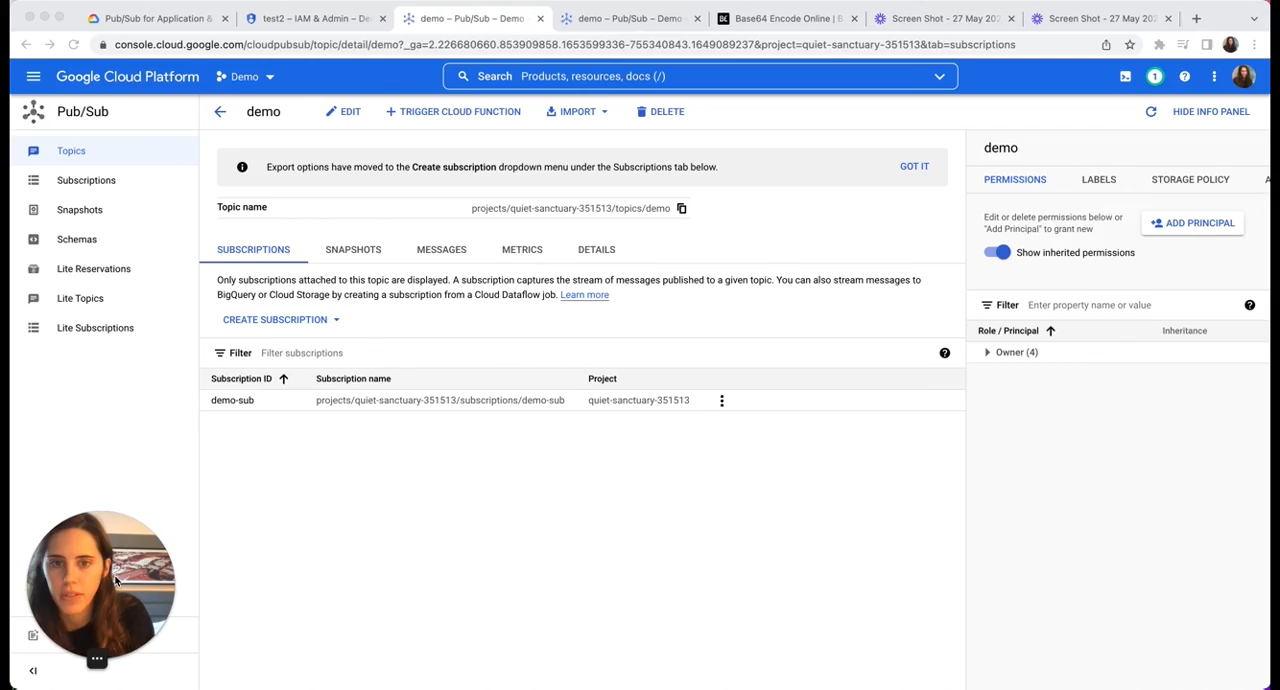 Pub/Sub for Application &
test2 – IAM & Admin – De
demo – Pub/Sub – Demo
demo – Pub/Sub – Demo
Base64 Encode Online | B
Screen Shot - 27 May 202
Screen Shot - 27 May 202
console.cloud.google.com/cloudpubsub/topic/detail/demo?_ga=2.226680660.853909858.1653599336-755340843.1649089237&project=quiet-sanctuary-351513&tab=subscriptions
Google Cloud Platform
Demo
Search Products, resources, docs (/)
1
Pub/Sub
demo
EDIT
TRIGGER CLOUD FUNCTION
IMPORT
DELETE
HIDE INFO PANEL
Topics
Subscriptions
Snapshots
Schemas
Lite Reservations
Lite Topics
Lite Subscriptions
Export options have moved to the Create subscription dropdown menu under the Subscriptions tab below.
GOT IT
Topic name
projects/quiet-sanctuary-351513/topics/demo
SUBSCRIPTIONS
SNAPSHOTS
MESSAGES
METRICS
DETAILS
Only subscriptions attached to this topic are displayed. A subscription captures the stream of messages published to a given topic. You can also stream messages to
BigQuery or Cloud Storage by creating a subscription from a Cloud Dataflow job. Learn more
CREATE SUBSCRIPTION
Filter Filter subscriptions
Subscription ID Subscription name Project
demo-sub projects/quiet-sanctuary-351513/subscriptions/demo-sub quiet-sanctuary-351513
demo
PERMISSIONS
LABELS
STORAGE POLICY
A
Edit or delete permissions below or
"Add Principal" to grant new
ADD PRINCIPAL
Show inherited permissions
Filter Enter property name or value
Role / Principal Inheritance
Owner (4)